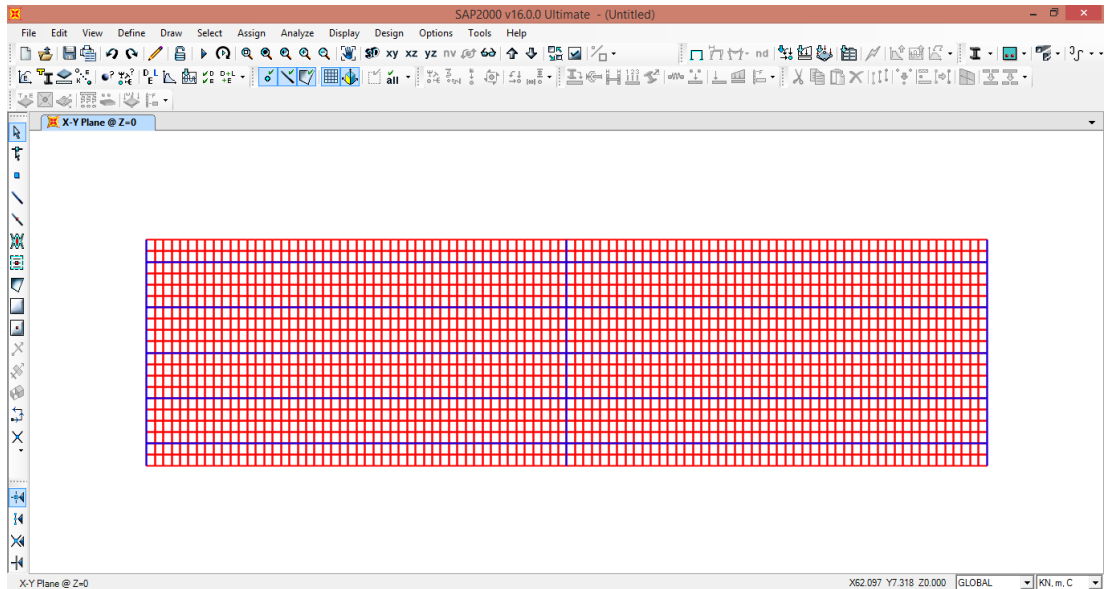 SAP2000 v16.0.0 Ultimate - (Untitled)
File Edit View Define Draw Select Assign Analyze Display Design Options Tools Help
3D xy xz yz nv nd
all
X-Y Plane @ Z=0
X-Y Plane @ Z=0 X62.097 Y7.318 Z0.000 GLOBAL KN, m, C